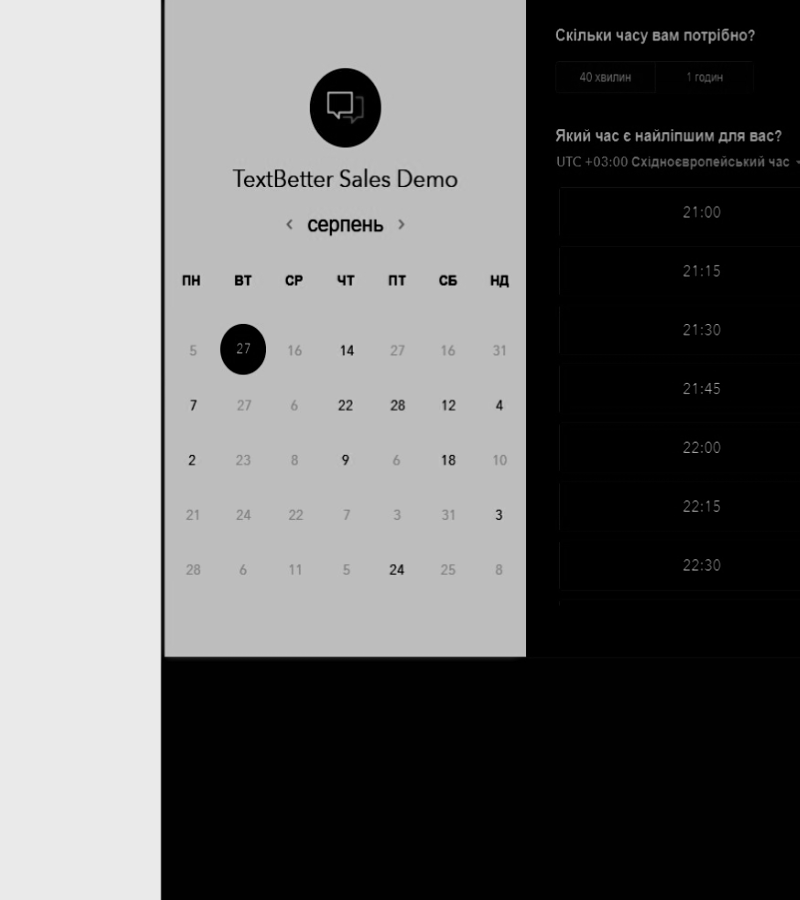 TextBetter Sales Demo
‹ серпень ›
ПН ВТ СР ЧТ ПТ СБ НД
5 27 16 14 27 16 31
7 27 6 22 28 12 4
2 23 8 9 6 18 10
21 24 22 7 3 31 3
28 6 11 5 24 25 8
Скільки часу вам потрібно?
40 хвилин 1 годин
Який час є найліпшим для вас?
UTC +03:00 Східноєвропейський час
21:00
21:15
21:30
21:45
22:00
22:15
22:30